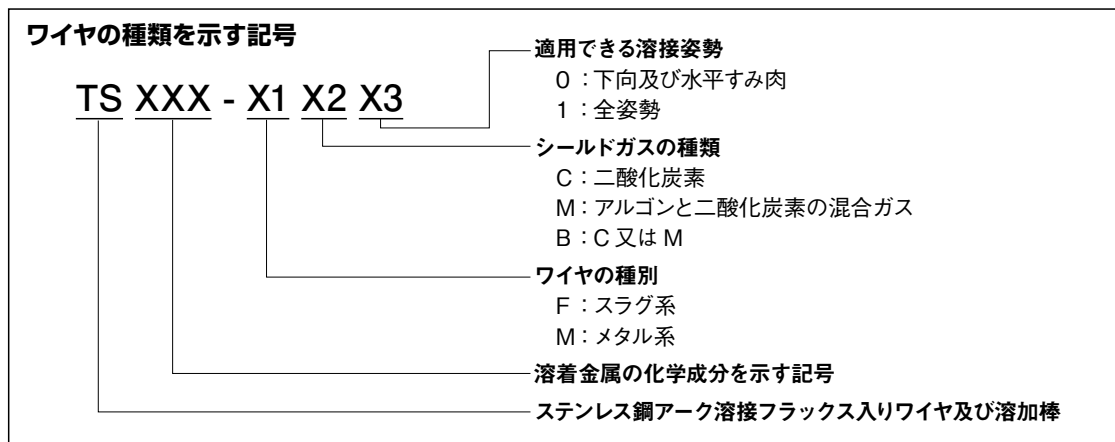 ワイヤの種類を示す記号
TS XXX - X1 X2 X3
適用できる溶接姿勢
0：下向及び水平すみ肉
1：全姿勢
シールドガスの種類
C：二酸化炭素
M：アルゴンと二酸化炭素の混合ガス
B：C 又は M
ワイヤの種別
F：スラグ系
M：メタル系
溶着金属の化学成分を示す記号
ステンレス鋼アーク溶接フラックス入りワイヤ及び溶加棒